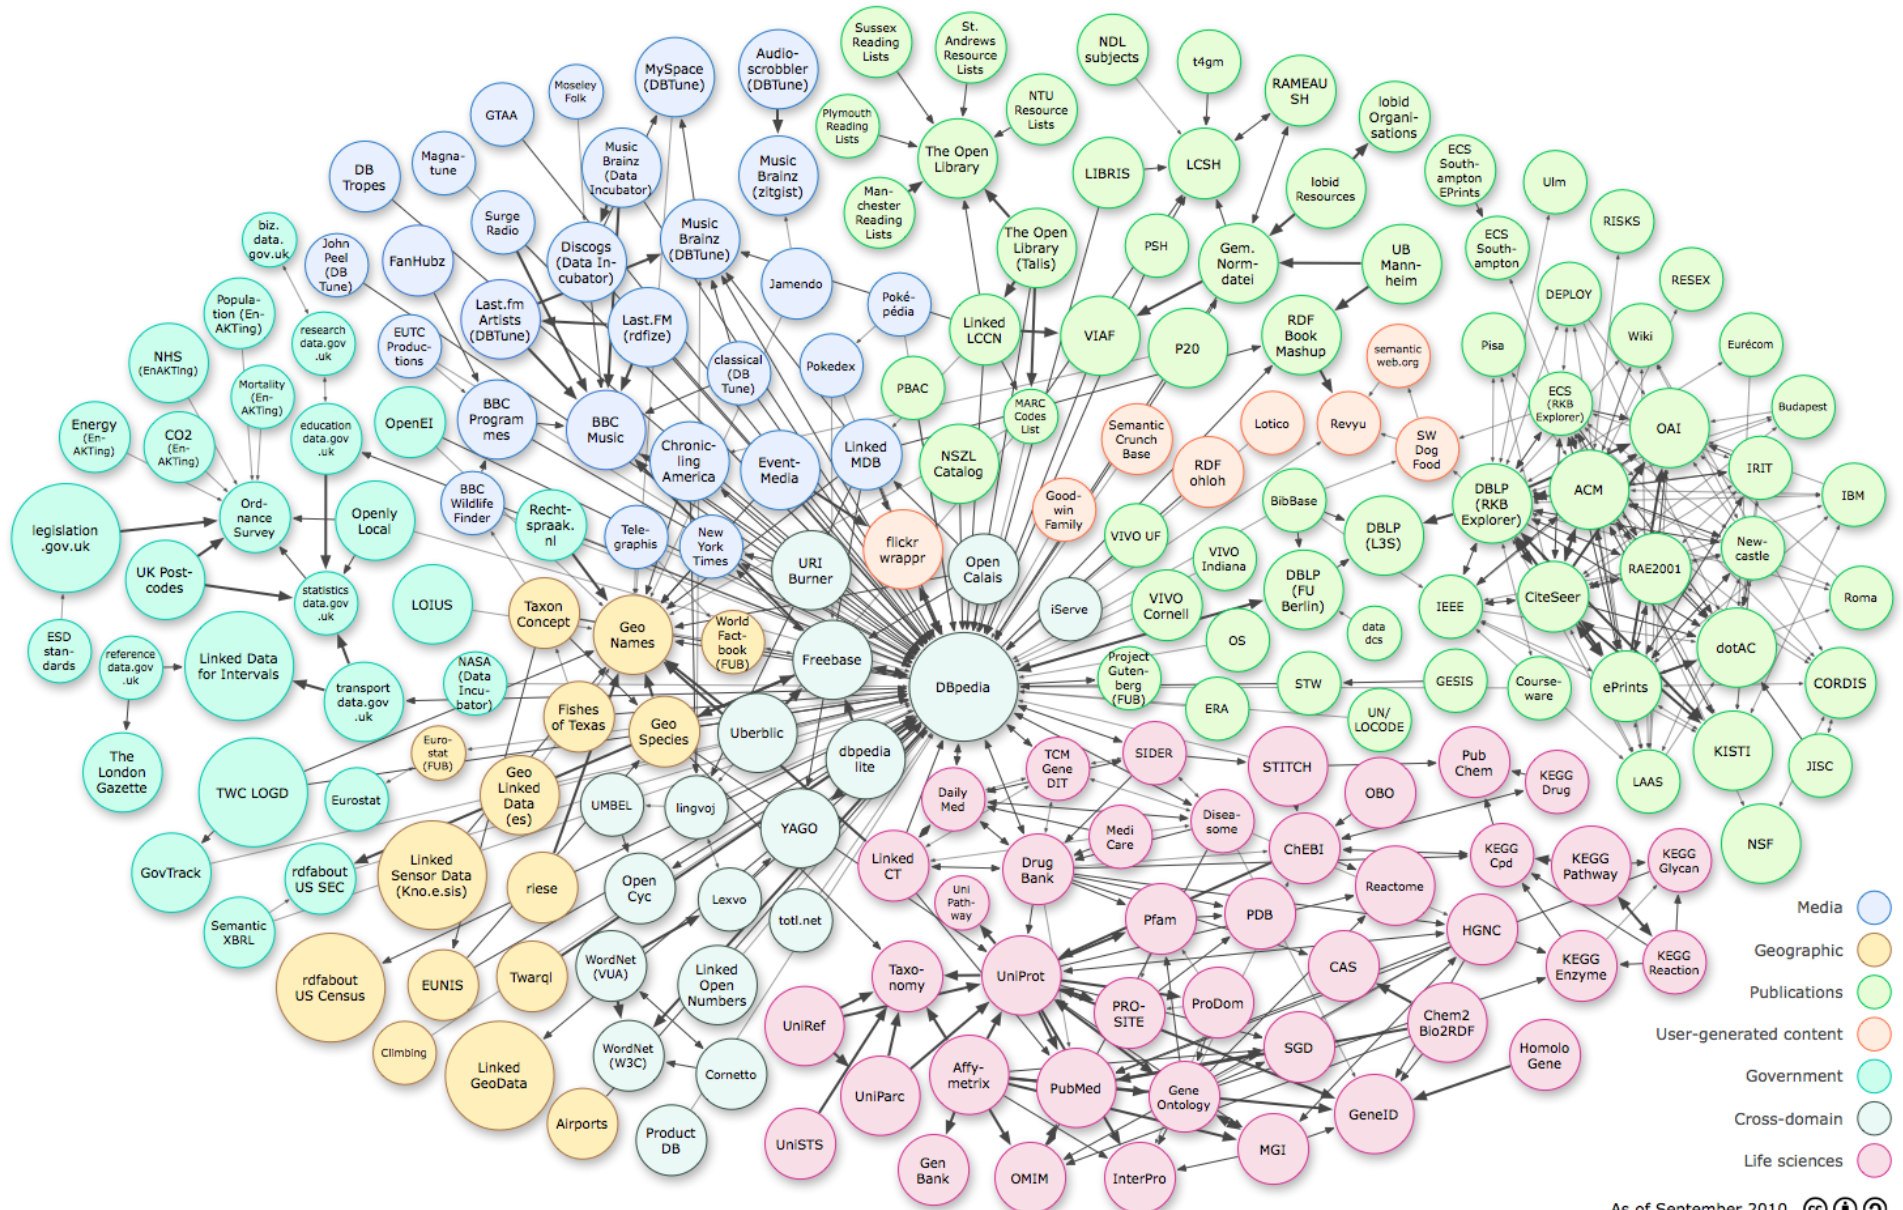 Sussex
Reading
Lists
St.
Andrews
Resource
Lists
NDL
subjects
t4gm
RAMEAU
SH
lobid
Organi-
sations
MySpace
(DBTune)
Audio-
scrobbler
(DBTune)
Moseley
Folk
GTAA
Plymouth
Reading
Lists
NTU
Resource
Lists
Magna-
tune
DB
Tropes
Music
Brainz
(Data
Incubator)
Music
Brainz
(zitgist)
The Open
Library
LIBRIS
LCSH
lobid
Resources
ECS
South-
ampton
EPrints
Ulm
RISKS
Man-
chester
Reading
Lists
Surge
Radio
biz.
data.
gov.uk
John
Peel
(DB
Tune)
FanHubz
Discogs
(Data In-
cubator)
Music
Brainz
(DBTune)
The Open
Library
(Talis)
PSH
Gem.
Norm-
datei
UB
Mann-
heim
ECS
South-
ampton
RESEX
DEPLOY
Jamendo
Poké-
pédia
Popula-
tion (En-
AKTing)
research
data.gov
.uk
Last.fm
Artists
(DBTune)
Last.FM
(rdfize)
Linked
LCCN
VIAF
P20
RDF
Book
Mashup
semantic
web.org
Pisa
Wiki
Eurécom
NHS
(EnAKTing)
EUTC
Produc-
tions
classical
(DB
Tune)
Pokedex
PBAC
Mortality
(En-
AKTing)
Energy
(En-
AKTing)
CO2
(En-
AKTing)
education
data.gov
.uk
OpenEI
BBC
Program
mes
BBC
Music
Chronic-
ling
America
Event-
Media
Linked
MDB
NSZL
Catalog
MARC
Codes
List
Semantic
Crunch
Base
RDF
ohloh
Lotico
Revyu
SW
Dog
Food
ECS
(RKB
Explorer)
OAI
Budapest
IRIT
IBM
legislation
.gov.uk
Ord-
nance
Survey
Openly
Local
BBC
Wildlife
Finder
Recht-
spraak.
nl
Tele-
graphis
New
York
Times
URI
Burner
flickr
wrappr
Open
Calais
Good-
win
Family
VIVO UF
BibBase
DBLP
(L3S)
DBLP
(RKB
Explorer)
ACM
New-
castle
VIVO
Indiana
RAE2001
UK Post-
codes
statistics
data.gov
.uk
LOIUS
Taxon
Concept
Geo
Names
World
Fact-
book
(FUB)
iServe
VIVO
Cornell
DBLP
(FU
Berlin)
IEEE
CiteSeer
Roma
ESD
stan-
dards
reference
data.gov
.uk
Linked Data
for Intervals
transport
data.gov
.uk
NASA
(Data
Incu-
bator)
Freebase
DBpedia
OS
data
dcs
dotAC
Project
Guten-
berg
(FUB)
STW
GESIS
Course-
ware
ePrints
CORDIS
Fishes
of Texas
Geo
Species
Uberblic
dbpedia
lite
ERA
UN/
LOCODE
The
London
Gazette
Euro-
stat
(FUB)
TCM
Gene
DIT
SIDER
STITCH
Pub
Chem
KEGG
Drug
LAAS
KISTI
JISC
TWC LOGD
Eurostat
Geo
Linked
Data
(es)
UMBEL
lingvoj
YAGO
Daily
Med
Medi
Care
Disea-
some
OBO
NSF
GovTrack
rdfabout
US SEC
Linked
Sensor Data
(Kno.e.sis)
riese
Open
Cyc
Lexvo
totl.net
Linked
CT
Uni
Path-
way
Drug
Bank
ChEBI
Reactome
KEGG
Cpd
KEGG
Pathway
KEGG
Glycan
Semantic
XBRL
Pfam
PDB
HGNC
Media
Geographic
Publications
User-generated content
Government
Cross-domain
Life sciences
rdfabout
US Census
EUNIS
Twarql
WordNet
(VUA)
Linked
Open
Numbers
Taxo-
nomy
UniProt
PRO-
SITE
ProDom
CAS
KEGG
Enzyme
KEGG
Reaction
Climbing
Linked
GeoData
WordNet
(W3C)
Cornetto
UniRef
UniParc
Affy-
metrix
PubMed
Gene
Ontology
SGD
Chem2
Bio2RDF
Homolo
Gene
GeneID
Airports
Product
DB
UniSTS
Gen
Bank
OMIM
InterPro
MGI
As of September 2010